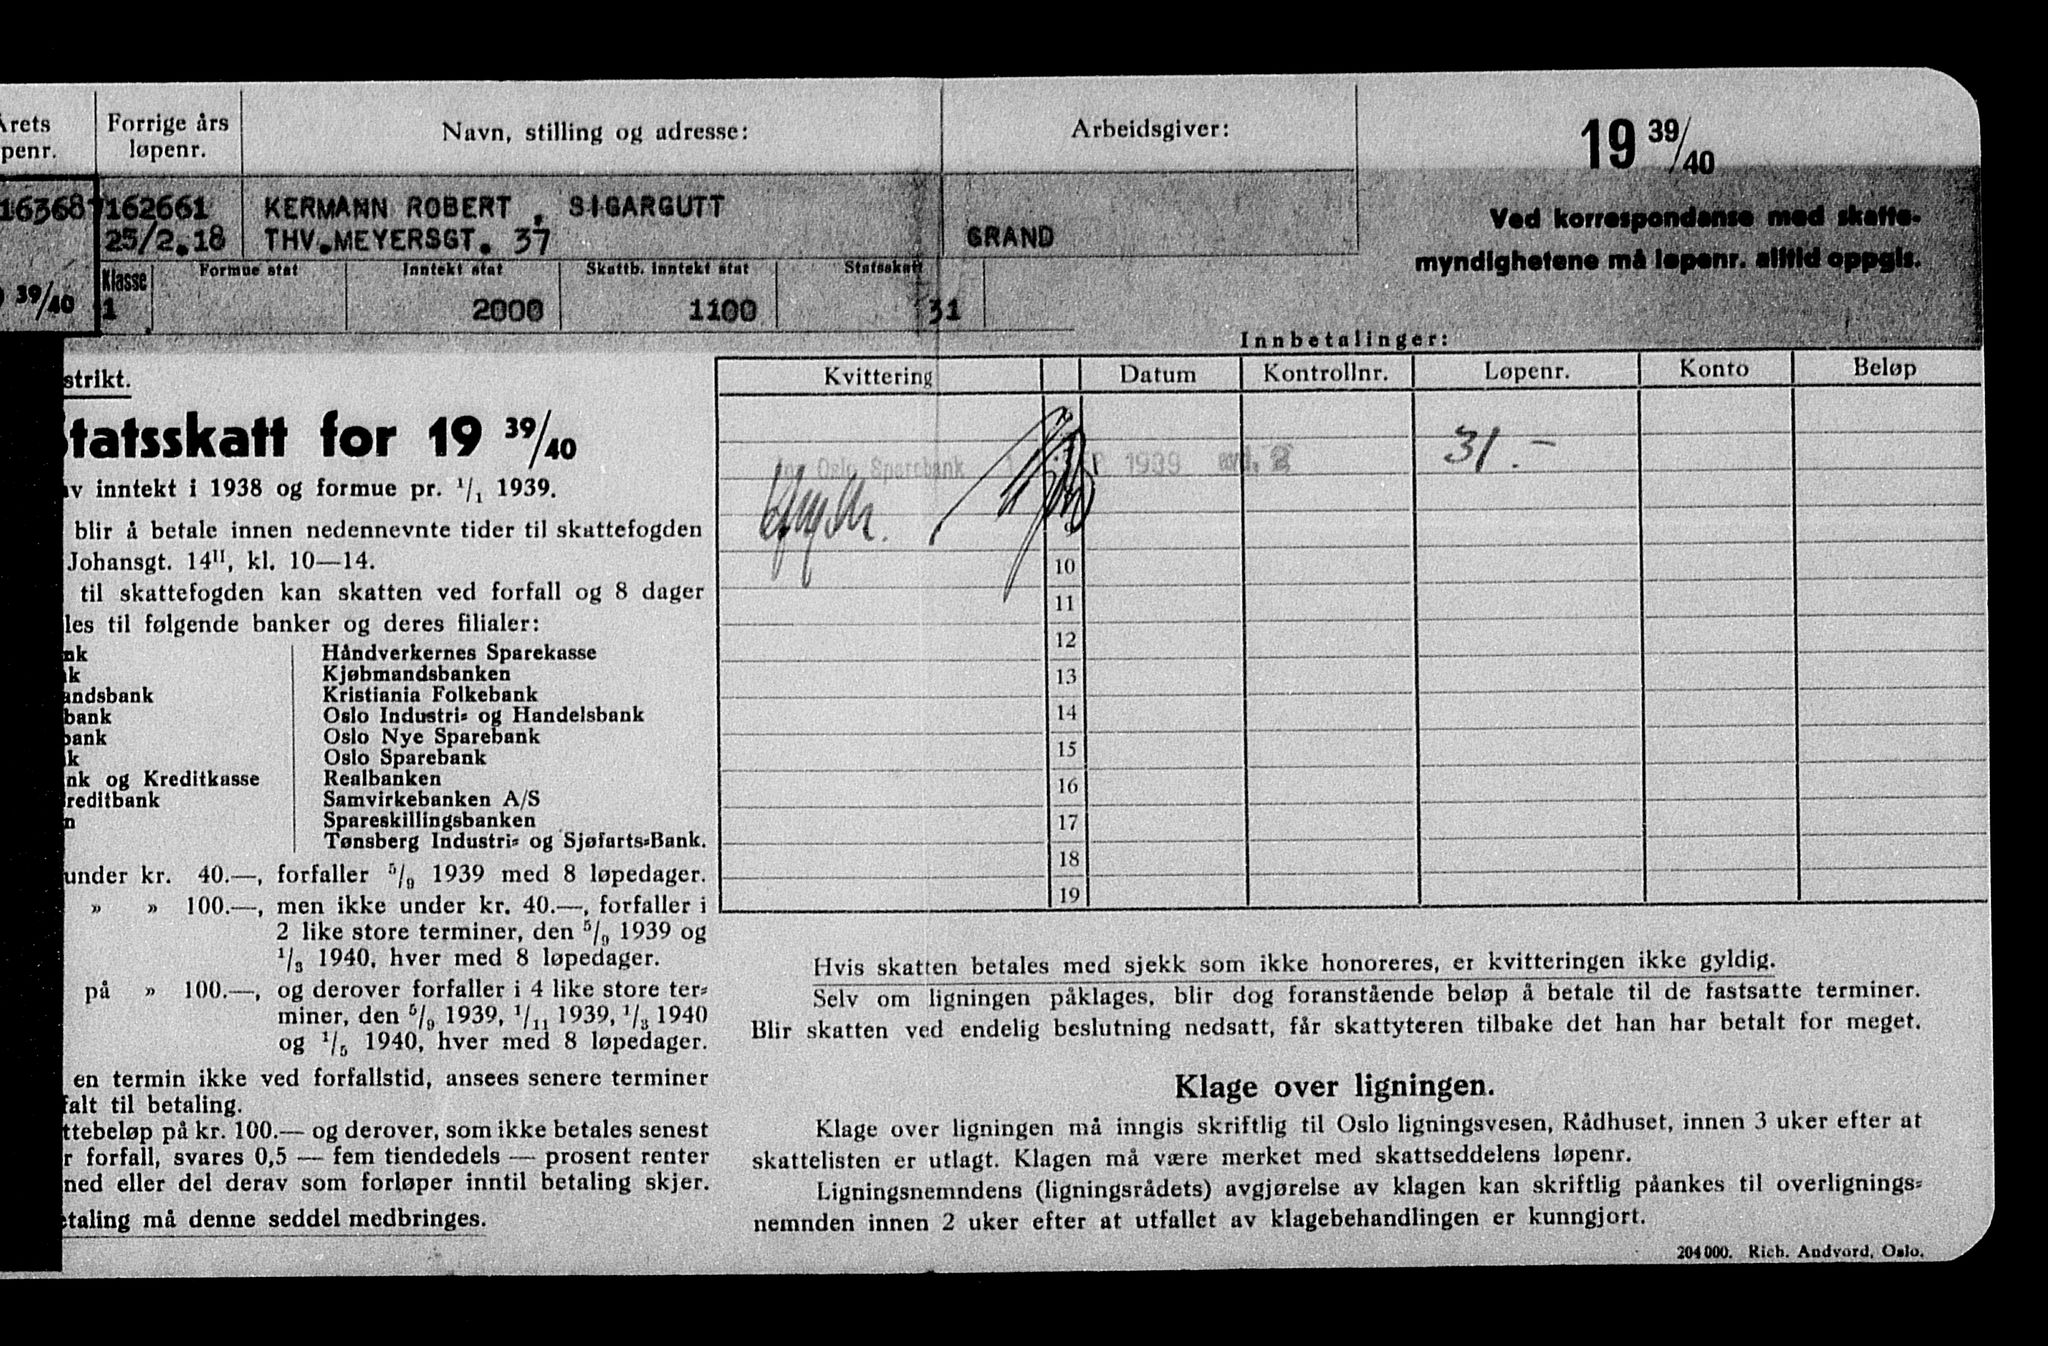 Årets
penr.
Forrige års
løpenr.
Navn, stilling og adresse:
Arbeidsgiver:
19 39/40
163687
162661
25/2.18
KERMANN ROBERT , SIGARGUTT
THV.MEYERSGT. 37
GRAND
Ved korrespondanse med skatte-
myndighetene må løpenr. alltid oppgis.
39/40
Klasse
1
Formue stat
Inntekt stat
2000
Skattb. inntekt stat
1100
Statsskatt
31
strikt.
Statsskatt for 19 39/40
av inntekt i 1938 og formue pr. 1/1 1939.
blir å betale innen nedennevnte tider til skattefogden
Johansgt. 14II, kl. 10—14.
til skattefogden kan skatten ved forfall og 8 dager
les til følgende banker og deres filialer:
nk
k
andsbank
bank
bank
k
nk og Kreditkasse
reditbank
n
Håndverkernes Sparekasse
Kjøbmandsbanken
Kristiania Folkebank
Oslo Industri- og Handelsbank
Oslo Nye Sparebank
Oslo Sparebank
Realbanken
Samvirkebanken A/S
Spareskillingsbanken
Tønsberg Industri- og Sjøfarts-Bank.
under kr. 40.—, forfaller 5/9 1939 med 8 løpedager.
» » 100.—, men ikke under kr. 40.—, forfaller i
2 like store terminer, den 5/9 1939 og
1/3 1940, hver med 8 løpedager.
på » 100.—, og derover forfaller i 4 like store ter-
miner, den 5/9 1939, 1/11 1939, 1/3 1940
og 1/5 1940, hver med 8 løpedager.
en termin ikke ved forfallstid, ansees senere terminer
falt til betaling.
ttebeløp på kr. 100.— og derover, som ikke betales senest
r forfall, svares 0,5 — fem tiendedels — prosent renter
ned eller del derav som forløper inntil betaling skjer.
etaling må denne seddel medbringes.
Innbetalinger:
Kvittering
Datum
Kontrollnr.
Løpenr.
Konto
Beløp
Oslo Sparebank
1939
avd. 2
31.-
10
11
12
13
14
15
16
17
18
19
Hvis skatten betales med sjekk som ikke honoreres, er kvitteringen ikke gyldig.
Selv om ligningen påklages, blir dog foranstående beløp å betale til de fastsatte terminer.
Blir skatten ved endelig beslutning nedsatt, får skattyteren tilbake det han har betalt for meget.
Klage over ligningen.
Klage over ligningen må inngis skriftlig til Oslo ligningsvesen, Rådhuset, innen 3 uker efter at
skattelisten er utlagt. Klagen må være merket med skattseddelens løpenr.
Ligningsnemndens (ligningsrådets) avgjørelse av klagen kan skriftlig påankes til overlignings-
nemnden innen 2 uker efter at utfallet av klagebehandlingen er kunngjort.
204 000. Rich. Andvord, Oslo.